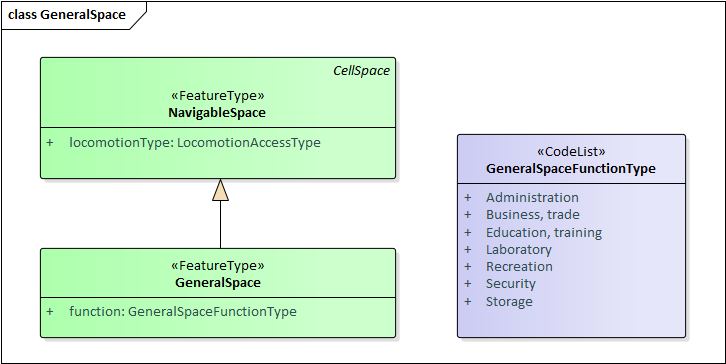 class GeneralSpace
CellSpace
«FeatureType»
NavigableSpace
+ locomotionType: LocomotionAccessType
«FeatureType»
GeneralSpace
+ function: GeneralSpaceFunctionType
«CodeList»
GeneralSpaceFunctionType
+ Administration
+ Business, trade
+ Education, training
+ Laboratory
+ Recreation
+ Security
+ Storage